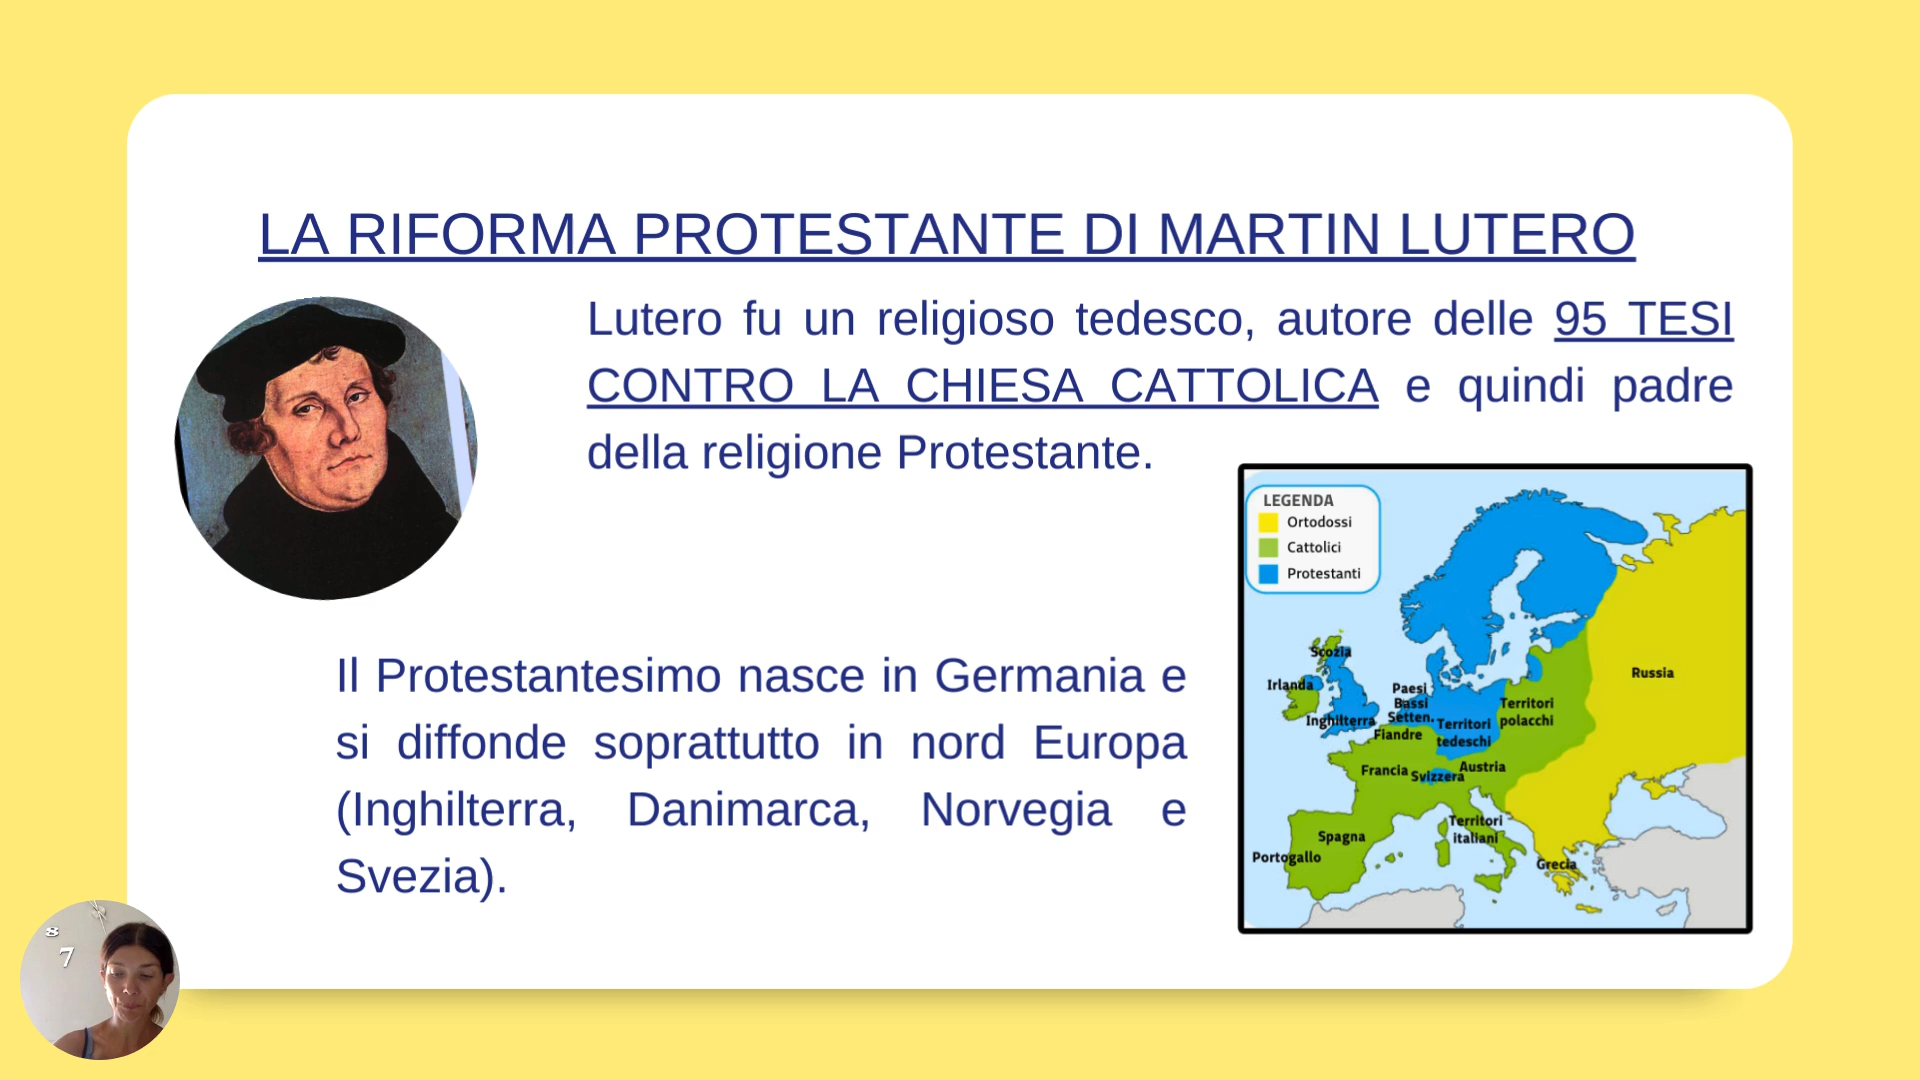 LA RIFORMA PROTESTANTE DI MARTIN LUTERO
Lutero fu un religioso tedesco, autore delle 95 TESI
CONTRO LA CHIESA CATTOLICA e quindi padre
della religione Protestante.
Il Protestantesimo nasce in Germania e
si diffonde soprattutto in nord Europa
(Inghilterra, Danimarca, Norvegia e
Svezia).
LEGENDA
Ortodossi
Cattolici
Protestanti
Scozia
Irlanda
Inghilterra
Paesi
Bassi
Setten.
Fiandre
Territori
tedeschi
Territori
polacchi
Russia
Francia
Svizzera
Austria
Territori
italiani
Spagna
Portogallo
Grecia
8
7